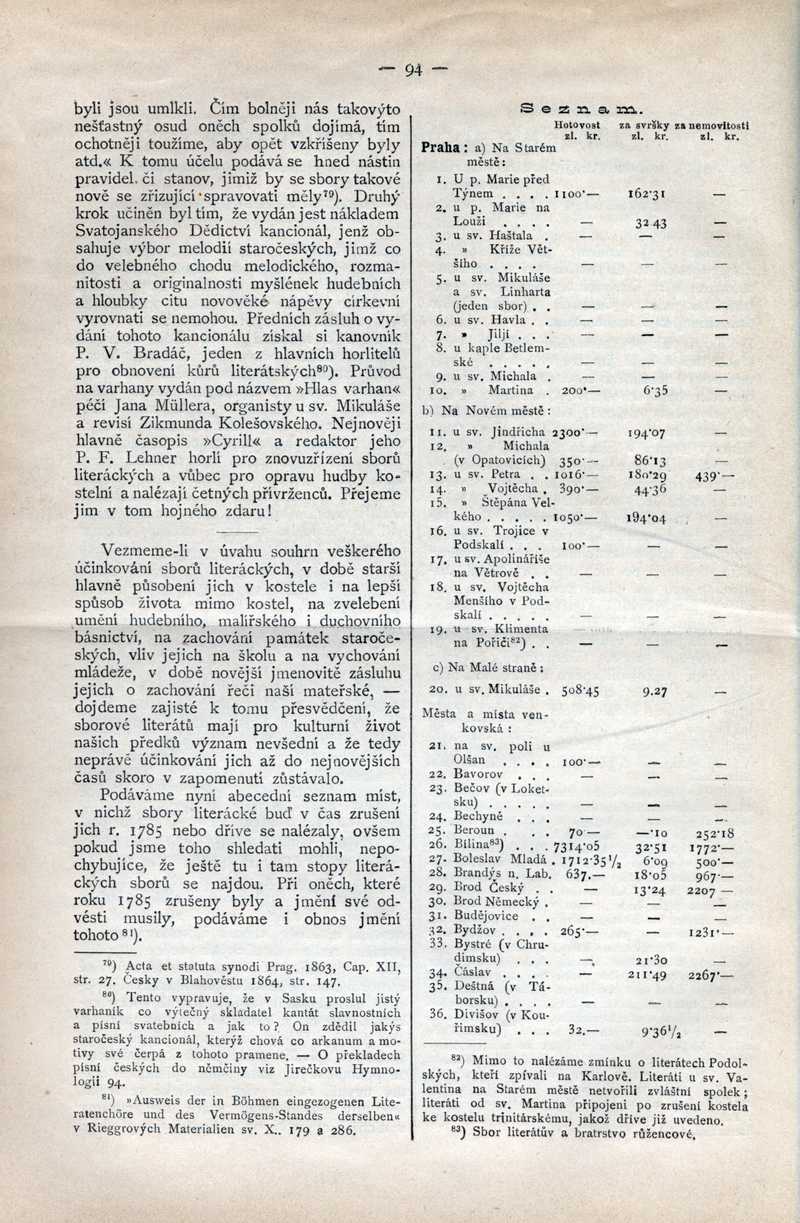 — 94 —
byli jsou umlkli. Čím bolněji nás takovýto
nešťastný osud oněch spolků dojímá, tím
ochotněji toužíme, aby opět vzkříšeny byly
atd.« K tomu účelu podává se hned nástin
pravidel či stanov, jimiž by se sbory takové
nově se zřizující spravovati měly⁷⁹). Druhý
krok učiněn byl tím, že vydán jest nákladem
Svatojanského Dědictví kancionál, jenž ob-
sahuje výbor melodií staročeských, jimž co
do velebného chodu melodického, rozma-
nitosti a originalnosti myšlének hudebních
a hloubky citu novověké nápěvy církevní
vyrovnati se nemohou. Předních zásluh o vy-
dání tohoto kancionálu získal si kanovník
P. V. Bradáč, jeden z hlavních horlitelů
pro obnovení kůrů literátských⁸⁰). Průvod
na varhany vydán pod názvem »Hlas varhan«
péčí Jana Müllera, organisty u sv. Mikuláše
a revisí Zikmunda Kolešovského. Nejnověji
hlavně časopis »Cyrill« a redaktor jeho
P. F. Lehner horlí pro znovuzřízení sborů
literáckých a vůbec pro opravu hudby ko-
stelní a nalézají četných přívrženců. Přejeme
jim v tom hojného zdaru!
Vezmeme-li v úvahu souhrn veškerého
účinkování sborů literáckých, v době starší
hlavně působení jich v kostele i na lepší
spůsob života mimo kostel, na zvelebení
umění hudebního, malířského i duchovního
básnictví, na zachování památek staroče-
ských, vliv jejich na školu a na vychování
mládeže, v době novější jmenovitě zásluhu
jejich o zachování řeči naší mateřské, —
dojdeme zajisté k tomu přesvědčení, že
sborové literátů mají pro kulturní život
našich předků význam nevšední a že tedy
neprávě účinkování jich až do nejnovějších
časů skoro v zapomenutí zůstávalo.
Podáváme nyní abecední seznam míst,
v nichž sbory literácké buď v čas zrušení
jich r. 1785 nebo dříve se nalézaly, ovšem
pokud jsme toho shledati mohli, nepo-
chybujíce, že ještě tu i tam stopy literá-
ckých sborů se najdou. Při oněch, které
roku 1785 zrušeny byly a jmění své od-
vésti musily, podáváme i obnos jmění
tohoto⁸¹).
⁷⁹) Acta et statuta synodi Prag. 1863, Cap. XII,
str. 27. Česky v Blahověstu 1864, str. 147.
⁸⁰) Tento vypravuje, že v Sasku proslul jistý
varhaník co výtečný skladatel kantát slavnostních
a písní svatebních a jak to? On zdědil jakýs
staročeský kancionál, kterýž chová co arkanum a mo-
tivy své čerpá z tohoto pramene. — O překladech
písní českých do němčiny viz Jirečkovu Hymno-
logii 94.
⁸¹) »Ausweis der in Böhmen eingezogenen Lite-
ratenchöre und des Vermögens-Standes derselben«
v Rieggrových Materialien sv. X.. 179 a 286.
Seznam.
Hotovost za svršky za nemovitosti
zl. kr. zl. kr. zl. kr.
Praha: a) Na Starém
městě:
1. U p. Marie před
Týnem . . . . 1100·— 162·31 —
2. u p. Marie na
Louži . . . . — 32 43 —
3. u sv. Haštala . — — —
4. » Kříže Vět-
šího . . . . — — —
5. u sv. Mikuláše
a sv. Linharta
(jeden sbor) . . — — —
6. u sv. Havla . . — — —
7. » Jiljí . . . — — —
8. u kaple Betlem-
ské . . . . . — — —
9. u sv. Michala . — — —
10. » Martina . 200·— 6·35 —
b) Na Novém městě:
11. u sv. Jindřicha 2300·— 194·07 —
12. » Michala
(v Opatovicích) 350·— 86·13 —
13. u sv. Petra . . 1016·— 180·29 439·—
14. » Vojtěcha . 390·— 44·36 —
15. » Štěpána Vel-
kého . . . . . 1050·— 194·04 —
16. u sv. Trojice v
Podskalí . . . 100·— — —
17. u sv. Apolináříše
na Větrově . . — — —
18. u sv. Vojtěcha
Menšího v Pod-
skalí . . . . . — — —
19. u sv. Klimenta
na Poříčí⁸²) . . — — —
c) Na Malé straně:
20. u sv. Mikuláše . 508·45 9.27 —
Města a místa ven-
kovská:
21. na sv. poli u
Olšan . . . . 100·— — —
22. Bavorov . . . — — —
23. Bečov (v Loket-
sku) . . . . . — — —
24. Bechyně . . . — — —
25. Beroun . . . 70 — —·10 252·18
26. Bílina⁸³) . . . 7314·05 32·51 1772·—
27. Boleslav Mladá . 1712·35½ 6·09 500·—
28. Brandýs n. Lab. 637.— 18·05 967·—
29. Brod Český . . — 13·24 2207 —
30. Brod Německý . — — —
31. Budějovice . . — — —
32. Bydžov . . . . 265·— — 1231·—
33. Bystré (v Chru-
dimsku) . . . — 21·30 —
34. Čáslav . . . . — 211·49 2267·—
35. Deštná (v Tá-
borsku) . . . . — — —
36. Divišov (v Kou-
řimsku) . . . 32.— 9·36½ —
⁸²) Mimo to nalézáme zmínku o literátech Podol-
ských, kteří zpívali na Karlově. Literáti u sv. Va-
lentina na Starém městě netvořili zvláštní spolek;
literáti od sv. Martina připojeni po zrušení kostela
ke kostelu trinitárskému, jakož dříve již uvedeno.
⁸³) Sbor literátův a bratrstvo růžencové.